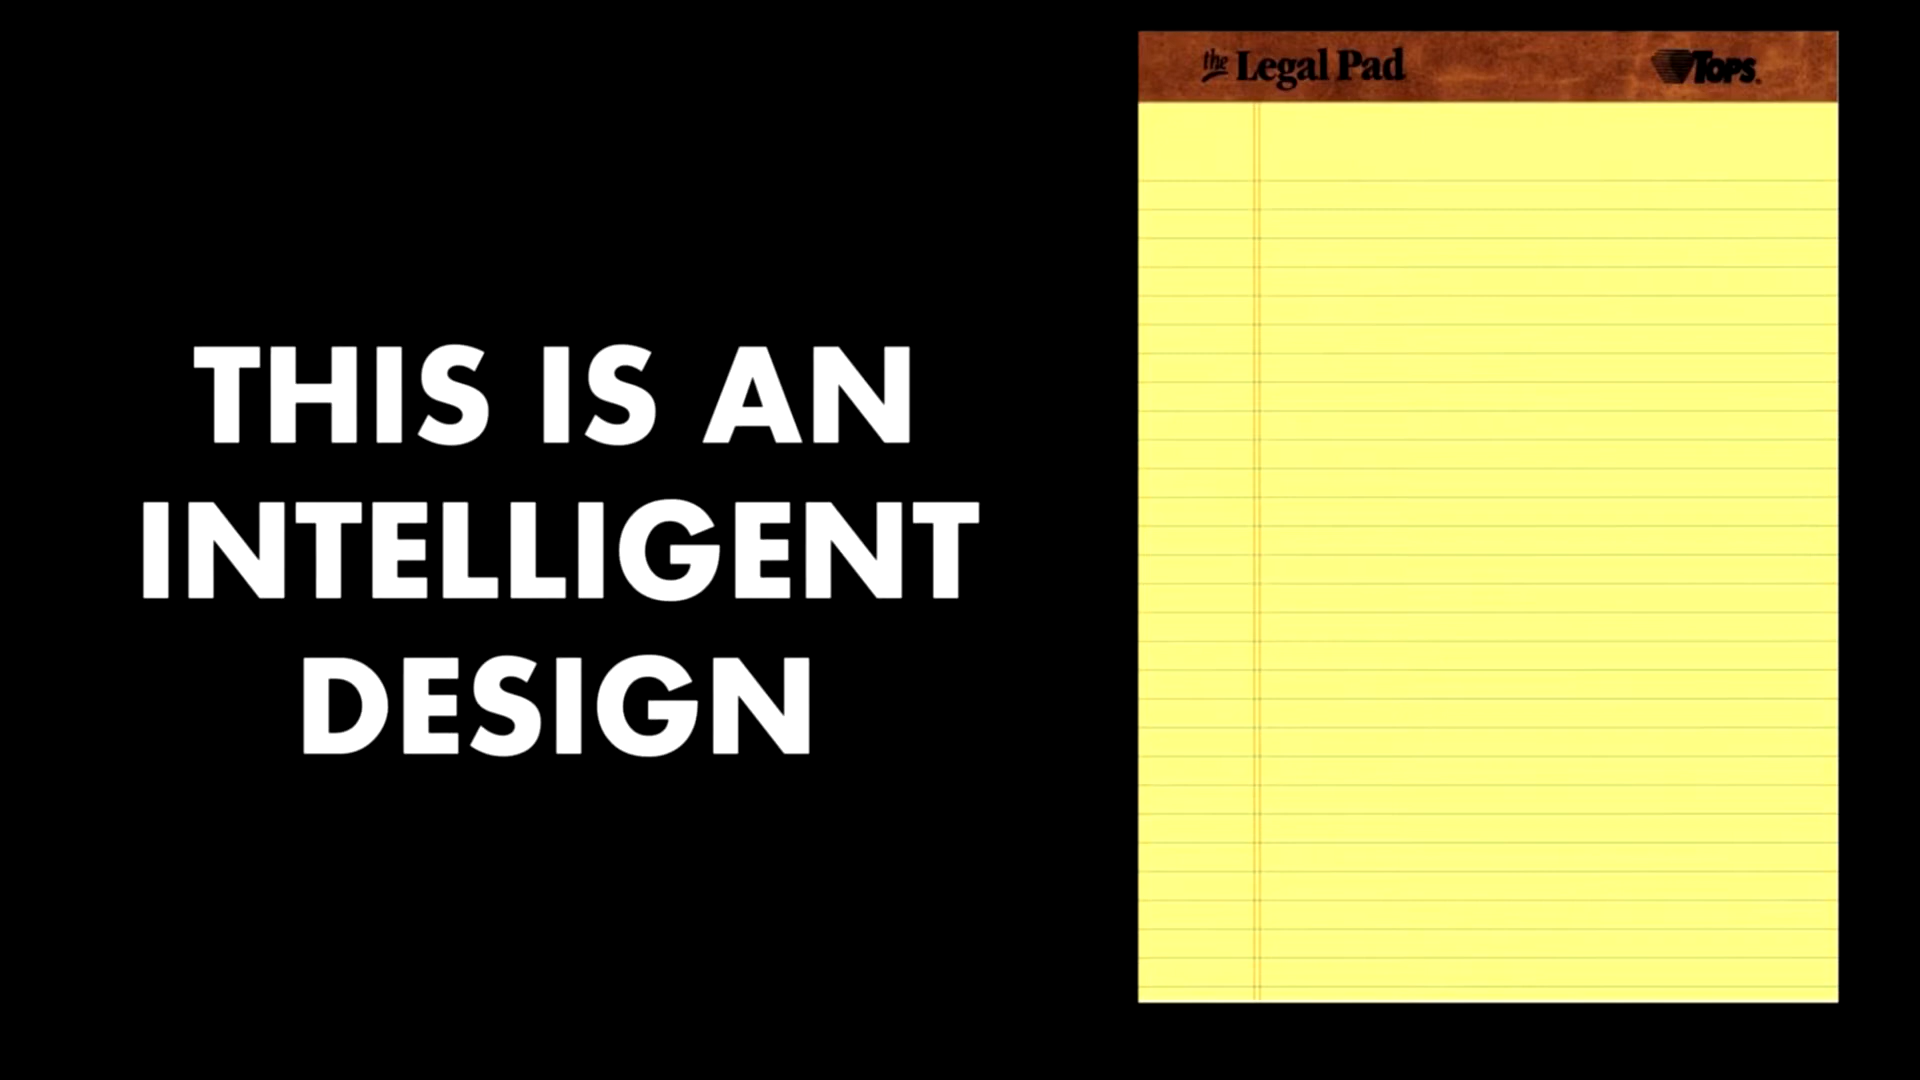 the Legal Pad
TOPS
THIS IS AN
INTELLIGENT
DESIGN